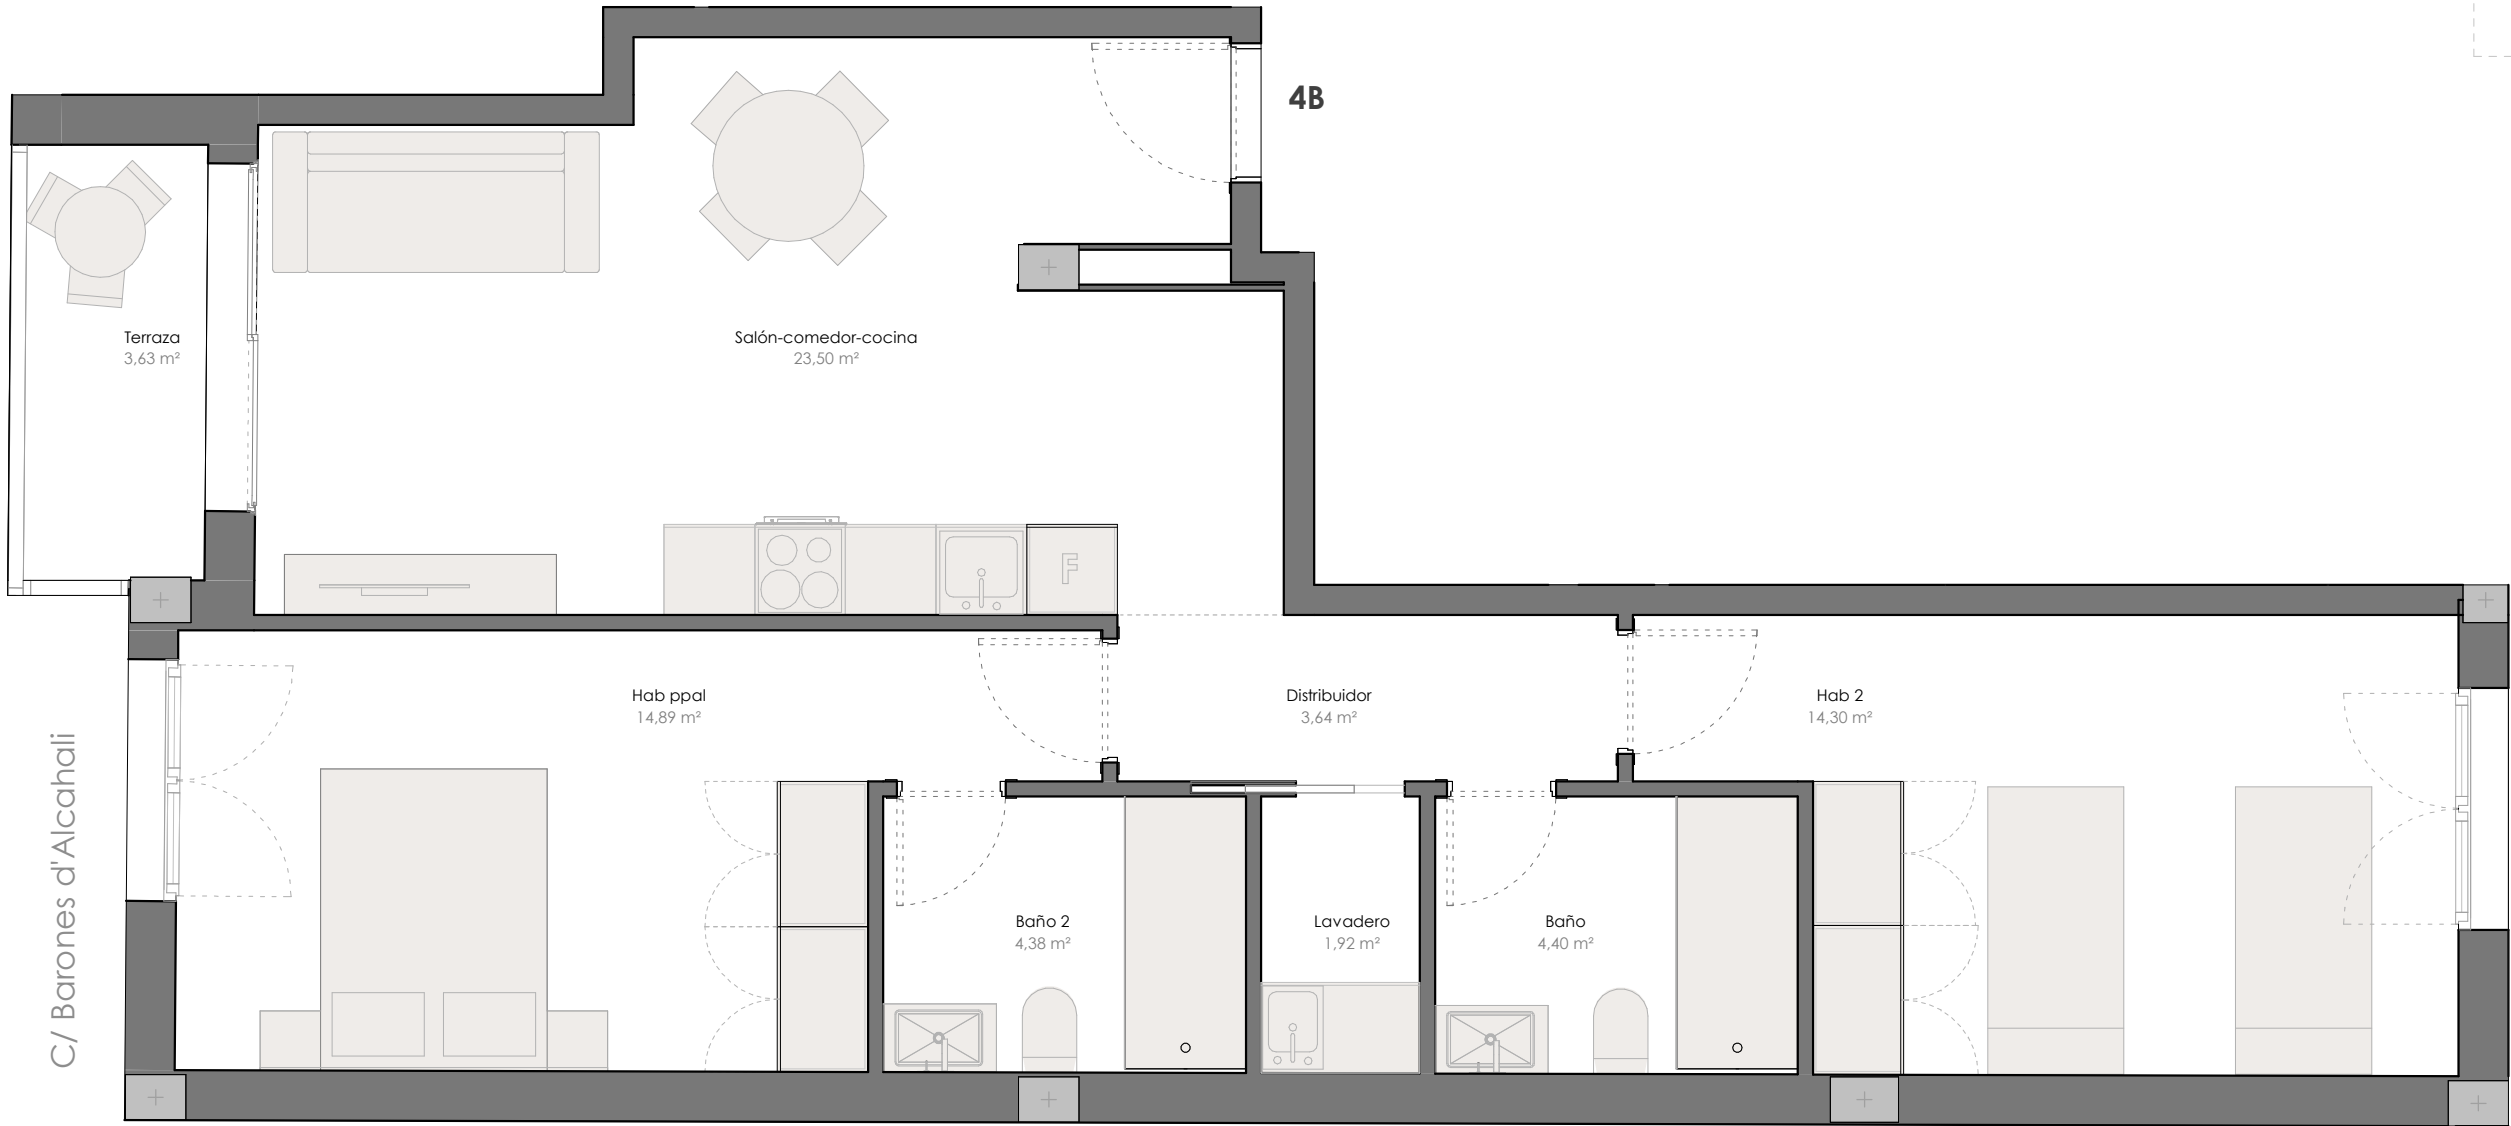 4B
Terraza
3,63 m²
Salón-comedor-cocina
23,50 m²
F
Hab ppal
14,89 m²
Distribuidor
3,64 m²
Hab 2
14,30 m²
C/ Barones d'Alcahali
Baño 2
4,38 m²
Lavadero
1,92 m²
Baño
4,40 m²